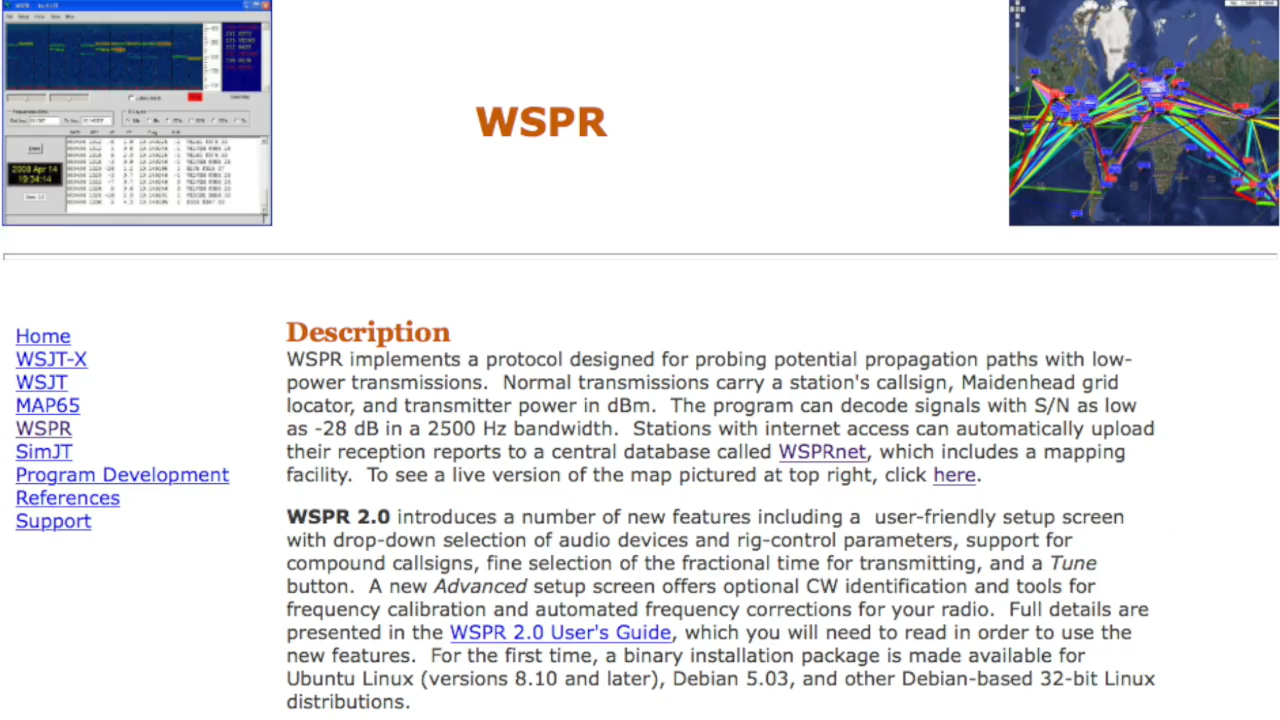 WSPR
2008 Apr 14
19:34:14
Home
WSJT-X
WSJT
MAP65
WSPR
SimJT
Program Development
References
Support
Description
WSPR implements a protocol designed for probing potential propagation paths with low-
power transmissions.  Normal transmissions carry a station's callsign, Maidenhead grid
locator, and transmitter power in dBm.  The program can decode signals with S/N as low
as -28 dB in a 2500 Hz bandwidth.  Stations with internet access can automatically upload
their reception reports to a central database called WSPRnet, which includes a mapping
facility.  To see a live version of the map pictured at top right, click here.
WSPR 2.0 introduces a number of new features including a  user-friendly setup screen
with drop-down selection of audio devices and rig-control parameters, support for
compound callsigns, fine selection of the fractional time for transmitting, and a Tune
button.  A new Advanced setup screen offers optional CW identification and tools for
frequency calibration and automated frequency corrections for your radio.  Full details are
presented in the WSPR 2.0 User's Guide, which you will need to read in order to use the
new features.  For the first time, a binary installation package is made available for
Ubuntu Linux (versions 8.10 and later), Debian 5.03, and other Debian-based 32-bit Linux
distributions.